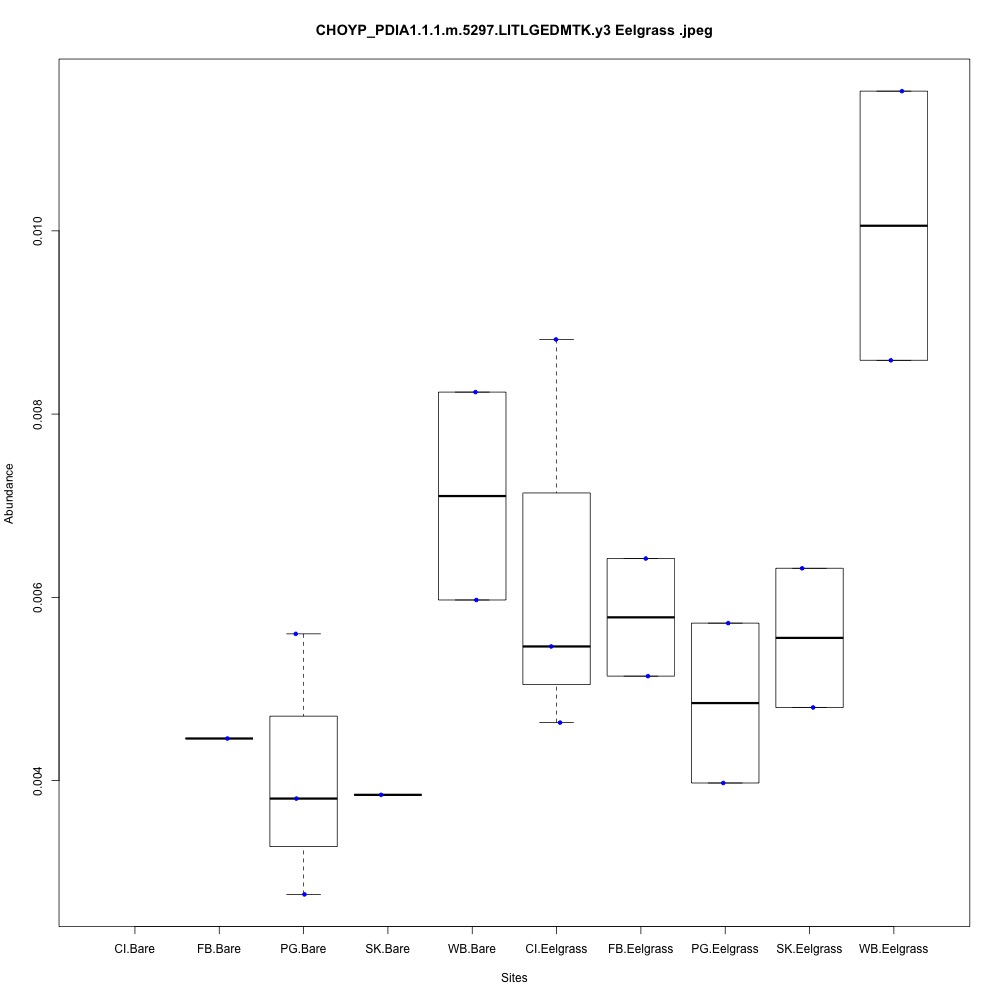 CHOYP_PDIA1.1.1.m.5297.LITLGEDMTK.y3 Eelgrass .jpeg
0.010
0.008
0.006
0.004
Abundance
CI.Bare FB.Bare PG.Bare SK.Bare WB.Bare CI.Eelgrass FB.Eelgrass PG.Eelgrass SK.Eelgrass WB.Eelgrass
Sites